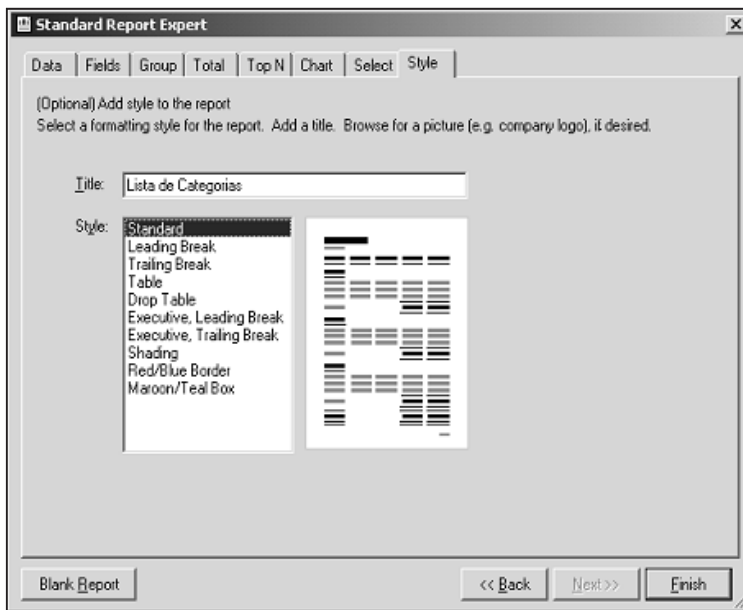 Standard Report Expert
Data Fields Group Total Top N Chart Select Style
(Optional) Add style to the report
Select a formatting style for the report. Add a title. Browse for a picture (e.g. company logo), if desired.
Title: Lista de Categorias
Style: Standard
Leading Break
Trailing Break
Table
Drop Table
Executive, Leading Break
Executive, Trailing Break
Shading
Red/Blue Border
Maroon/Teal Box
Blank Report << Back Next >> Finish